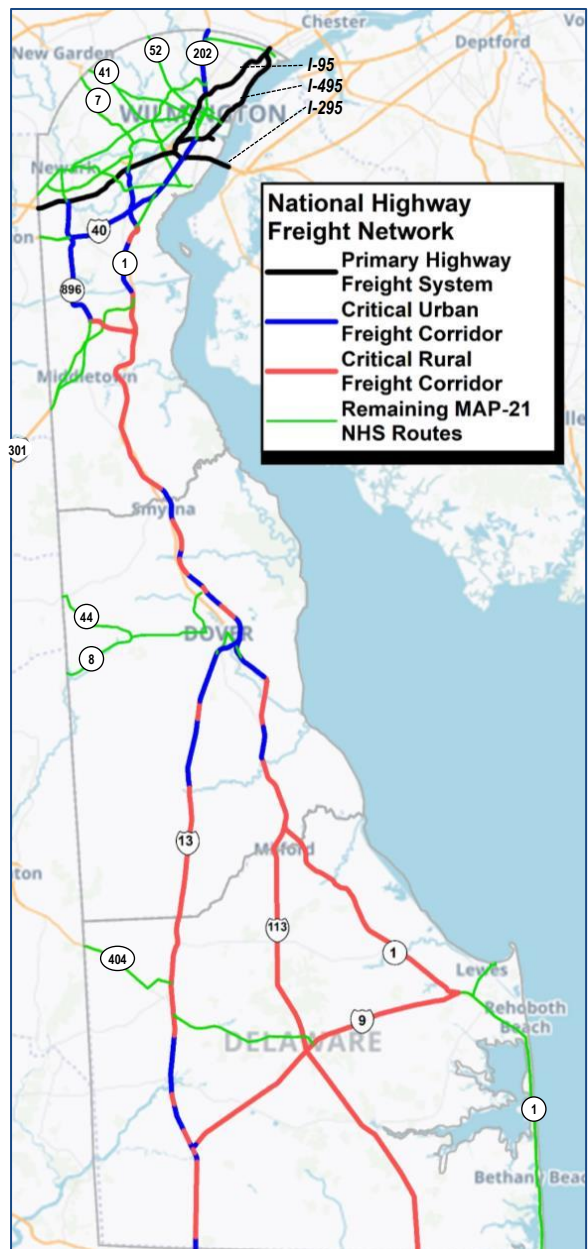 Chester
Deptford
New Garden
52
202
41
7
I-95
I-495
I-295
WILMINGTON
Newark
40
1
896
National Highway
Freight Network
Primary Highway
Freight System
Critical Urban
Freight Corridor
Critical Rural
Freight Corridor
Remaining MAP-21
NHS Routes
Middletown
301
Smyrna
44
DOVER
8
13
Milford
ton
113
1
404
Lewes
Rehoboth
Beach
9
DELAWARE
1
Bethany Beac